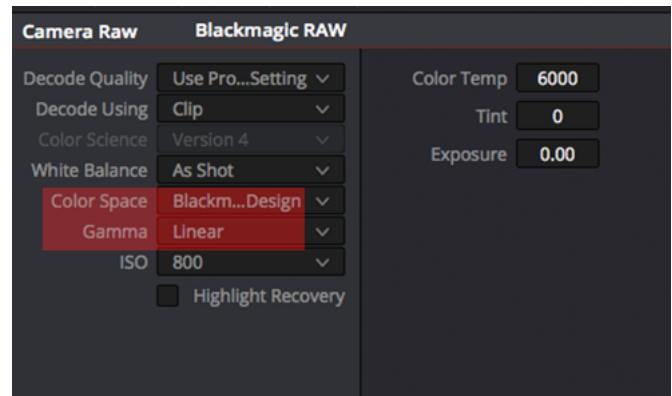 Camera Raw Blackmagic RAW
Decode Quality Use Pro...Setting
Decode Using Clip
Color Science Version 4
White Balance As Shot
Color Space Blackm...Design
Gamma Linear
ISO 800
Highlight Recovery
Color Temp 6000
Tint 0
Exposure 0.00